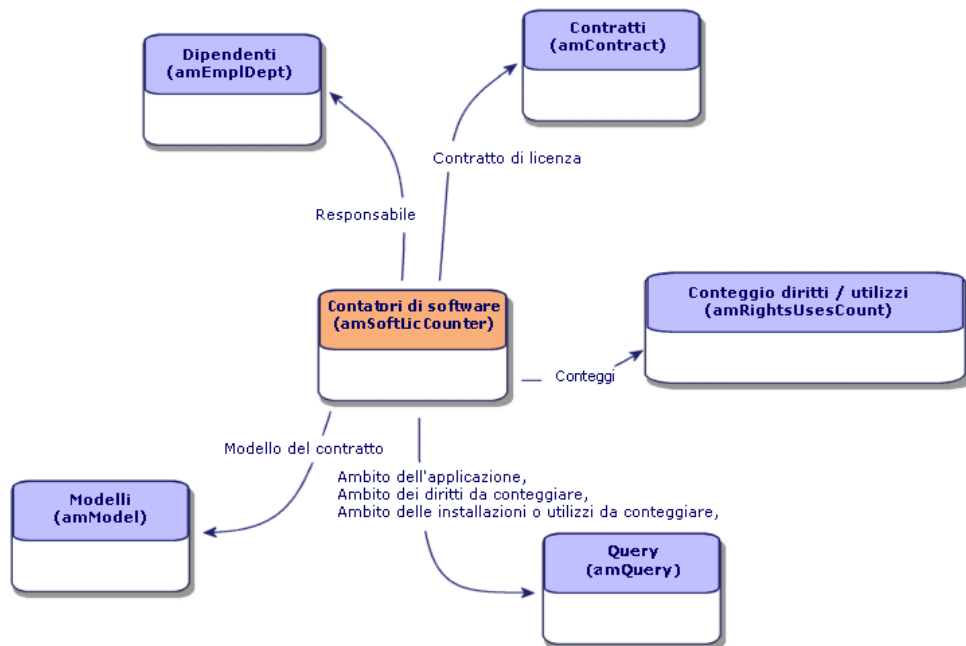 Contratti
(amContract)
Dipendenti
(amEmplDept)
Contratto di licenza
Responsabile
Contatori di software
(amSoftLicCounter)
Conteggio diritti / utilizzi
(amRightsUsesCount)
Conteggi
Modello del contratto
Ambito dell'applicazione,
Ambito dei diritti da conteggiare,
Ambito delle installazioni o utilizzi da conteggiare,
Modelli
(amModel)
Query
(amQuery)